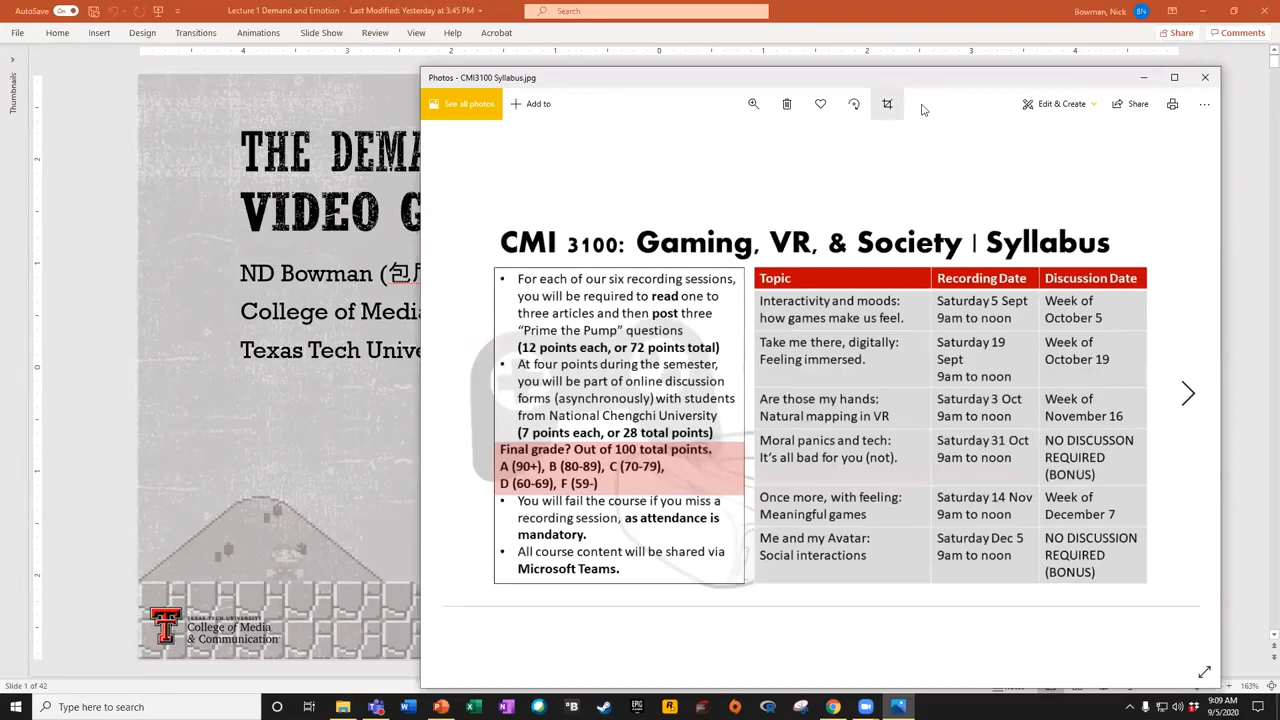 AutoSave On Lecture 1 Demand and Emotion - Last Modified: Yesterday at 3:45 PM Search Bowman, Nick BN
File Home Insert Design Transitions Animations Slide Show Review View Help Acrobat Share Comments
Thumbnails
THE DEMA
VIDEO G
ND Bowman (包
College of Medi
Texas Tech Unive
TEXAS TECH UNIVERSITY
College of Media
& Communication
Photos - CMI3100 Syllabus.jpg
See all photos Add to Edit & Create Share
CMI 3100: Gaming, VR, & Society | Syllabus
• For each of our six recording sessions,
you will be required to read one to
three articles and then post three
“Prime the Pump” questions
(12 points each, or 72 points total)
• At four points during the semester,
you will be part of online discussion
forms (asynchronously) with students
from National Chengchi University
(7 points each, or 28 total points)
Final grade? Out of 100 total points.
A (90+), B (80-89), C (70-79),
D (60-69), F (59-)
• You will fail the course if you miss a
recording session, as attendance is
mandatory.
• All course content will be shared via
Microsoft Teams.
Topic Recording Date Discussion Date
Interactivity and moods: Saturday 5 Sept Week of
how games make us feel. 9am to noon October 5
Take me there, digitally: Saturday 19 Week of
Feeling immersed. Sept October 19
9am to noon
Are those my hands: Saturday 3 Oct Week of
Natural mapping in VR 9am to noon November 16
Moral panics and tech: Saturday 31 Oct NO DISCUSSON
It’s all bad for you (not). 9am to noon REQUIRED
(BONUS)
Once more, with feeling: Saturday 14 Nov Week of
Meaningful games 9am to noon December 7
Me and my Avatar: Saturday Dec 5 NO DISCUSSION
Social interactions 9am to noon REQUIRED
(BONUS)
Slide 1 of 42 163%
Type here to search 9:09 AM
9/5/2020